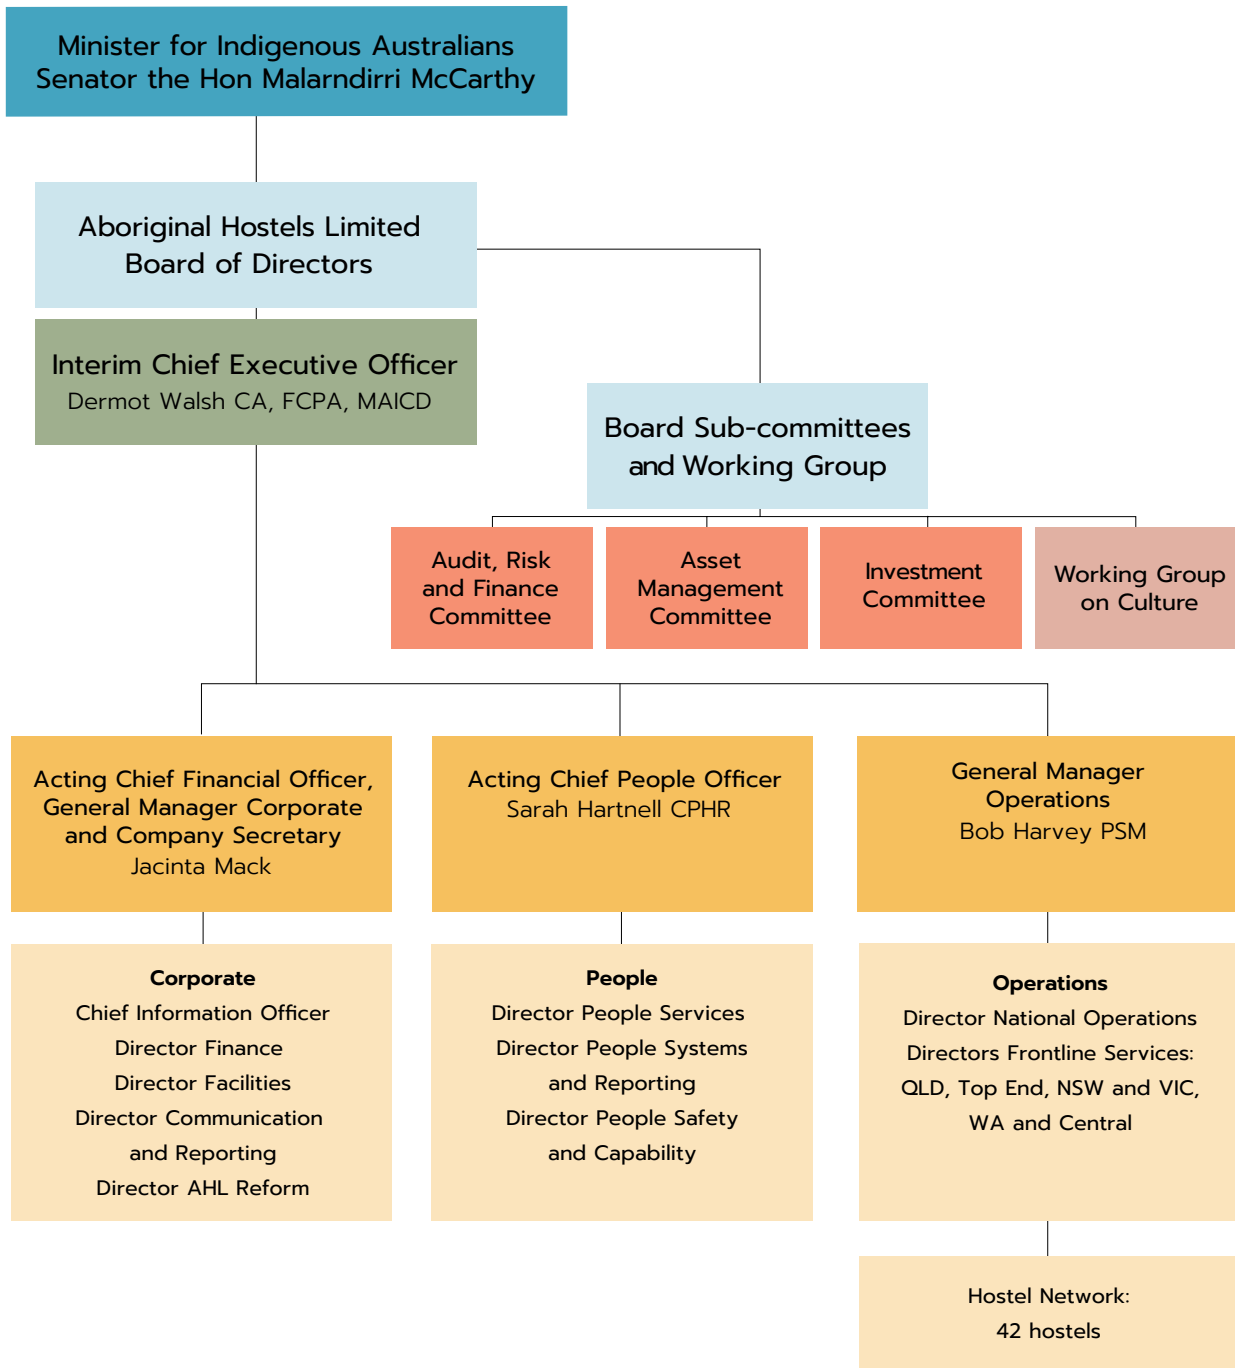 Minister for Indigenous Australians
Senator the Hon Malarndirri McCarthy
Aboriginal Hostels Limited
Board of Directors
Interim Chief Executive Officer
Dermot Walsh CA, FCPA, MAICD
Board Sub-committees
and Working Group
Audit, Risk
and Finance
Committee
Asset
Management
Committee
Investment
Committee
Working Group
on Culture
Acting Chief Financial Officer,
General Manager Corporate
and Company Secretary
Jacinta Mack
Acting Chief People Officer
Sarah Hartnell CPHR
General Manager
Operations
Bob Harvey PSM
Corporate
Chief Information Officer
Director Finance
Director Facilities
Director Communication
and Reporting
Director AHL Reform
People
Director People Services
Director People Systems
and Reporting
Director People Safety
and Capability
Operations
Director National Operations
Directors Frontline Services:
QLD, Top End, NSW and VIC,
WA and Central
Hostel Network:
42 hostels